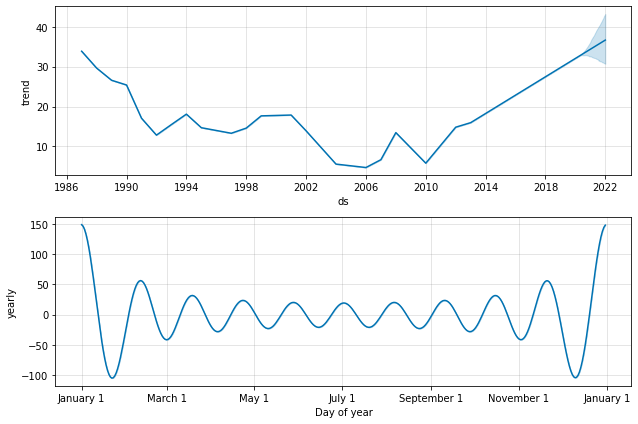 40
30
20
10
trend
1986 1990 1994 1998 2002 2006 2010 2014 2018 2022
ds
150
100
50
0
−50
−100
yearly
January 1 March 1 May 1 July 1 September 1 November 1 January 1
Day of year